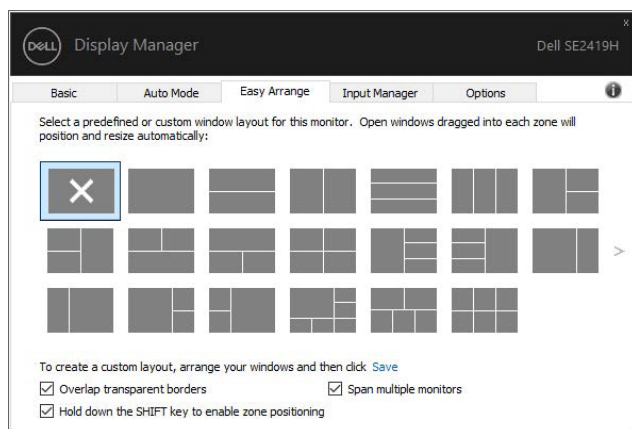 x
DELL Display Manager Dell SE2419H
Basic Auto Mode Easy Arrange Input Manager Options
Select a predefined or custom window layout for this monitor. Open windows dragged into each zone will
position and resize automatically:
To create a custom layout, arrange your windows and then click Save
Overlap transparent borders Span multiple monitors
Hold down the SHIFT key to enable zone positioning